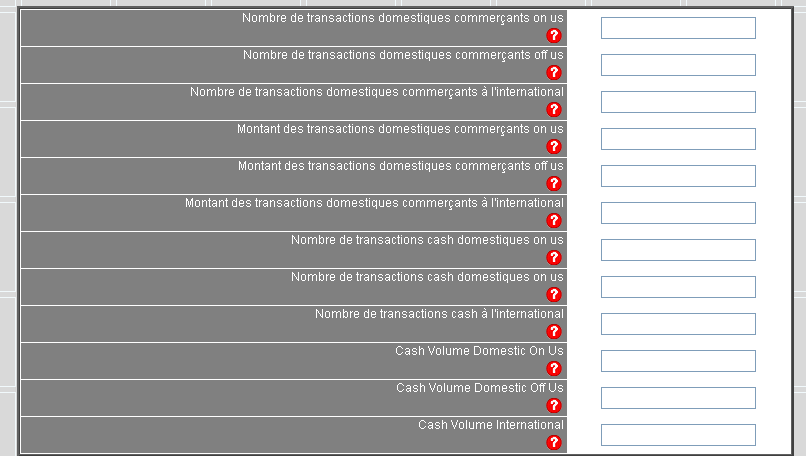 Nombre de transactions domestiques commerçants on us
?
Nombre de transactions domestiques commerçants off us
?
Nombre de transactions domestiques commerçants à l'international
?
Montant des transactions domestiques commerçants on us
?
Montant des transactions domestiques commerçants off us
?
Montant des transactions domestiques commerçants à l'international
?
Nombre de transactions cash domestiques on us
?
Nombre de transactions cash domestiques on us
?
Nombre de transactions cash à l'international
?
Cash Volume Domestic On Us
?
Cash Volume Domestic Off Us
?
Cash Volume International
?